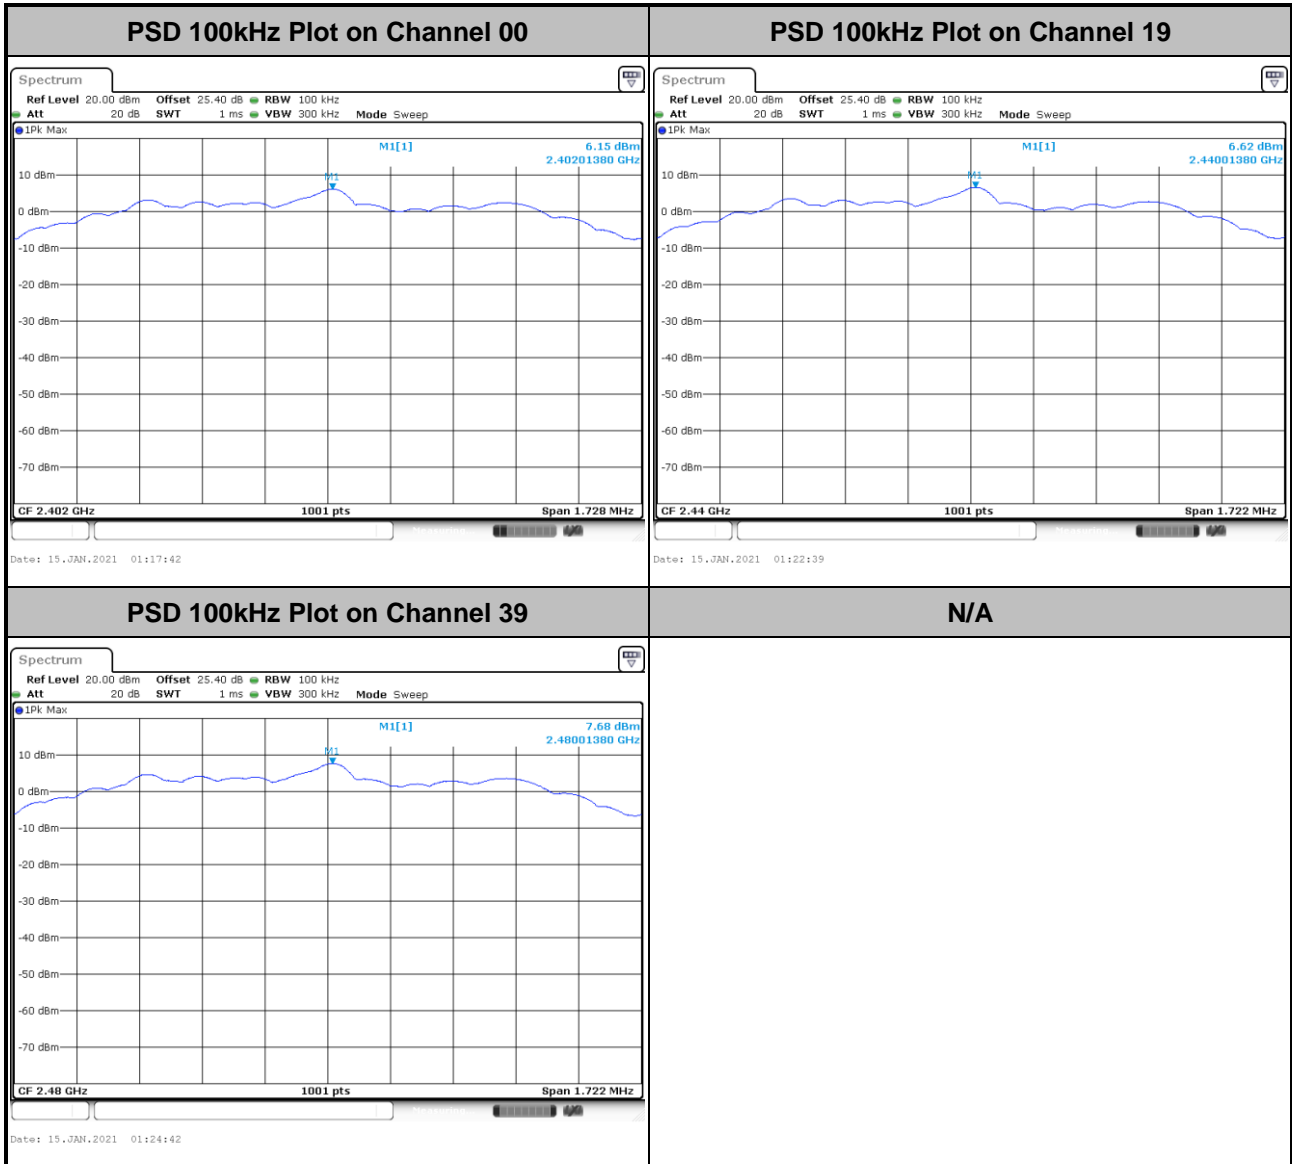 PSD 100kHz Plot on Channel 00
PSD 100kHz Plot on Channel 19
Spectrum
Ref Level 20.00 dBm Offset 25.40 dB RBW 100 kHz
Att 20 dB SWT 1 ms VBW 300 kHz Mode Sweep
1Pk Max
M1[1] 6.15 dBm
2.40201380 GHz
M1
10 dBm
0 dBm
-10 dBm
-20 dBm
-30 dBm
-40 dBm
-50 dBm
-60 dBm
-70 dBm
CF 2.402 GHz 1001 pts Span 1.728 MHz
Measuring
Date: 15.JAN.2021 01:17:42
Spectrum
Ref Level 20.00 dBm Offset 25.40 dB RBW 100 kHz
Att 20 dB SWT 1 ms VBW 300 kHz Mode Sweep
1Pk Max
M1[1] 6.62 dBm
2.44001380 GHz
M1
10 dBm
0 dBm
-10 dBm
-20 dBm
-30 dBm
-40 dBm
-50 dBm
-60 dBm
-70 dBm
CF 2.44 GHz 1001 pts Span 1.722 MHz
Measuring
Date: 15.JAN.2021 01:22:39
PSD 100kHz Plot on Channel 39
N/A
Spectrum
Ref Level 20.00 dBm Offset 25.40 dB RBW 100 kHz
Att 20 dB SWT 1 ms VBW 300 kHz Mode Sweep
1Pk Max
M1[1] 7.68 dBm
2.48001380 GHz
M1
10 dBm
0 dBm
-10 dBm
-20 dBm
-30 dBm
-40 dBm
-50 dBm
-60 dBm
-70 dBm
CF 2.48 GHz 1001 pts Span 1.722 MHz
Measuring
Date: 15.JAN.2021 01:24:42